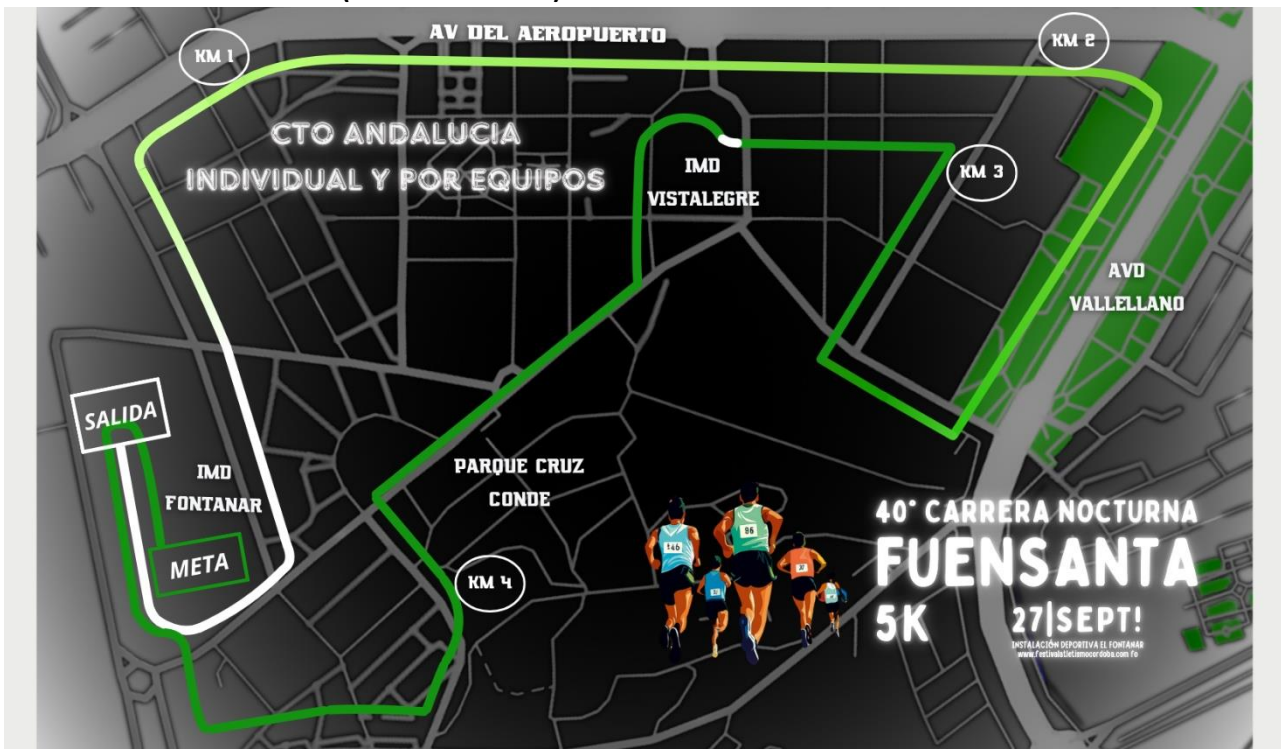 KM 1
AV DEL AEROPUERTO
KM 2
CTO ANDALUCIA
INDIVIDUAL Y POR EQUIPOS
IMD
VISTALEGRE
KM 3
AVD
VALLELLANO
SALIDA
IMD
FONTANAR
META
PARQUE CRUZ
CONDE
KM 4
40° CARRERA NOCTURNA
FUENSANTA
5K
27|SEPT!
INSTALACIÓN DEPORTIVA EL FONTANAR
146
86